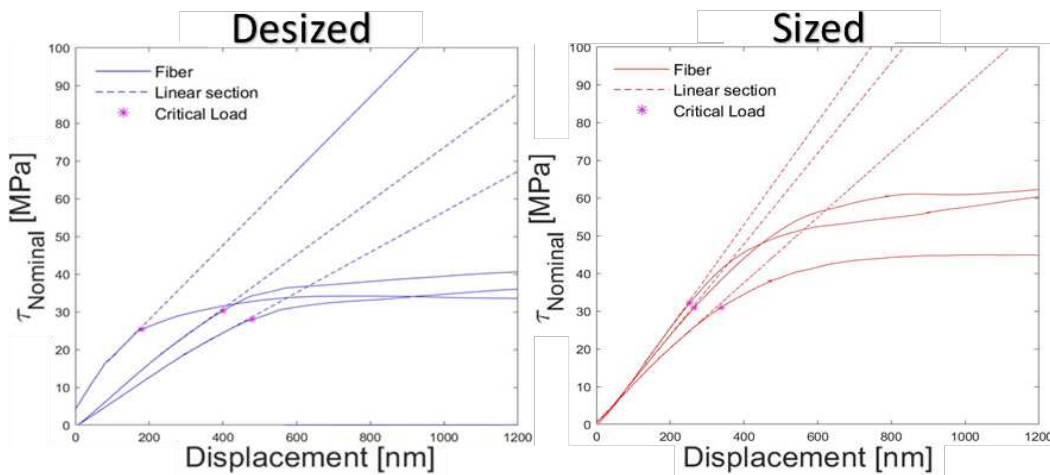 Desized
100
90
80
70
60
50
40
30
20
10
0
τNominal [MPa]
Fiber
Linear section
Critical Load
0 200 400 600 800 1000 1200
Displacement [nm]
Sized
100
90
80
70
60
50
40
30
20
10
0
τNominal [MPa]
Fiber
Linear section
Critical Load
0 200 400 600 800 1000 1200
Displacement [nm]